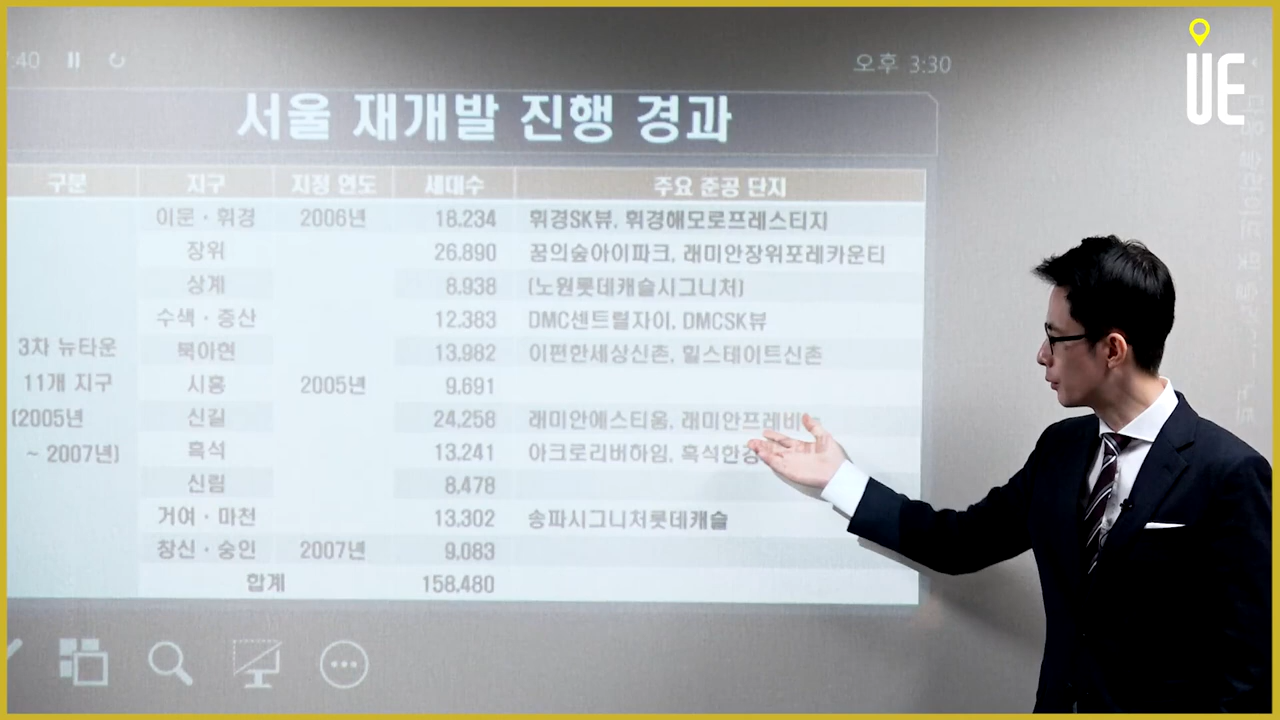 :40
오후 3:30
UE
서울 재개발 진행 경과
구분 지구 지정 연도 세대수 주요 준공 단지
이문·휘경 2006년 18.234 휘경SK뷰, 휘경해모로프레스티지
장위 26.890 꿈의숲아이파크, 래미안장위포레카운티
상계 8.938 (노원롯데캐슬시그니처)
수색·증산 12.383 DMC센트럴자이, DMCSK뷰
3차 뉴타운 북아현 13,982 이편한세상신촌, 힐스테이트신촌
11개 지구 시흥 2005년 9.691
(2005년 신길 24,258 래미안에스티움, 래미안프레비
~ 2007년) 흑석 13,241 아크로리버하임, 흑석한강
신림 8,478
거여·마천 13,302 송파시그니처롯데캐슬
창신·숭인 2007년 9,083
합계 158,480